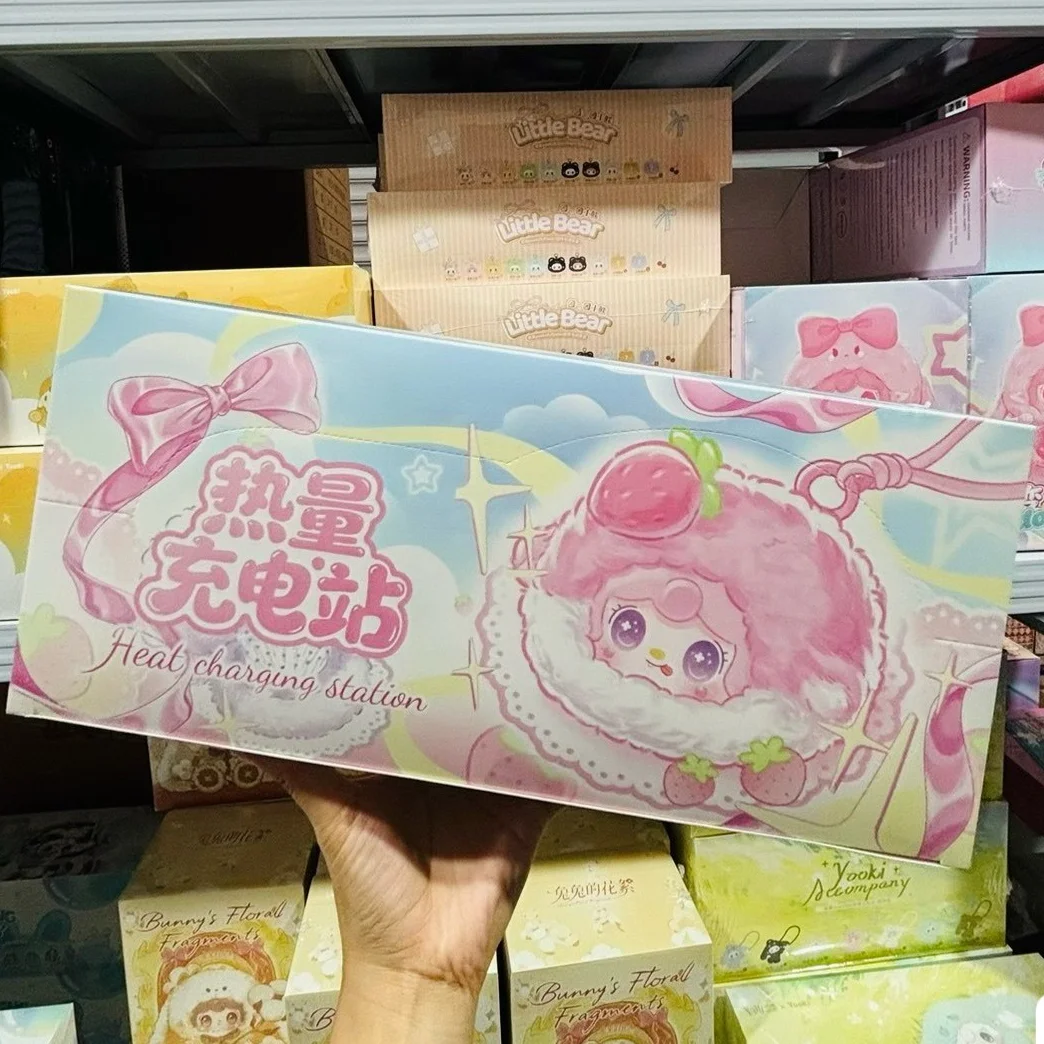 Little Bear
Little Bear
Little Bear
WARNING:
热量
充电站
Heat charging station
Bunny's Floral
Fragments
兔兔的花絮
Bunny's Floral
Fragments
B
Yooki
Accompany